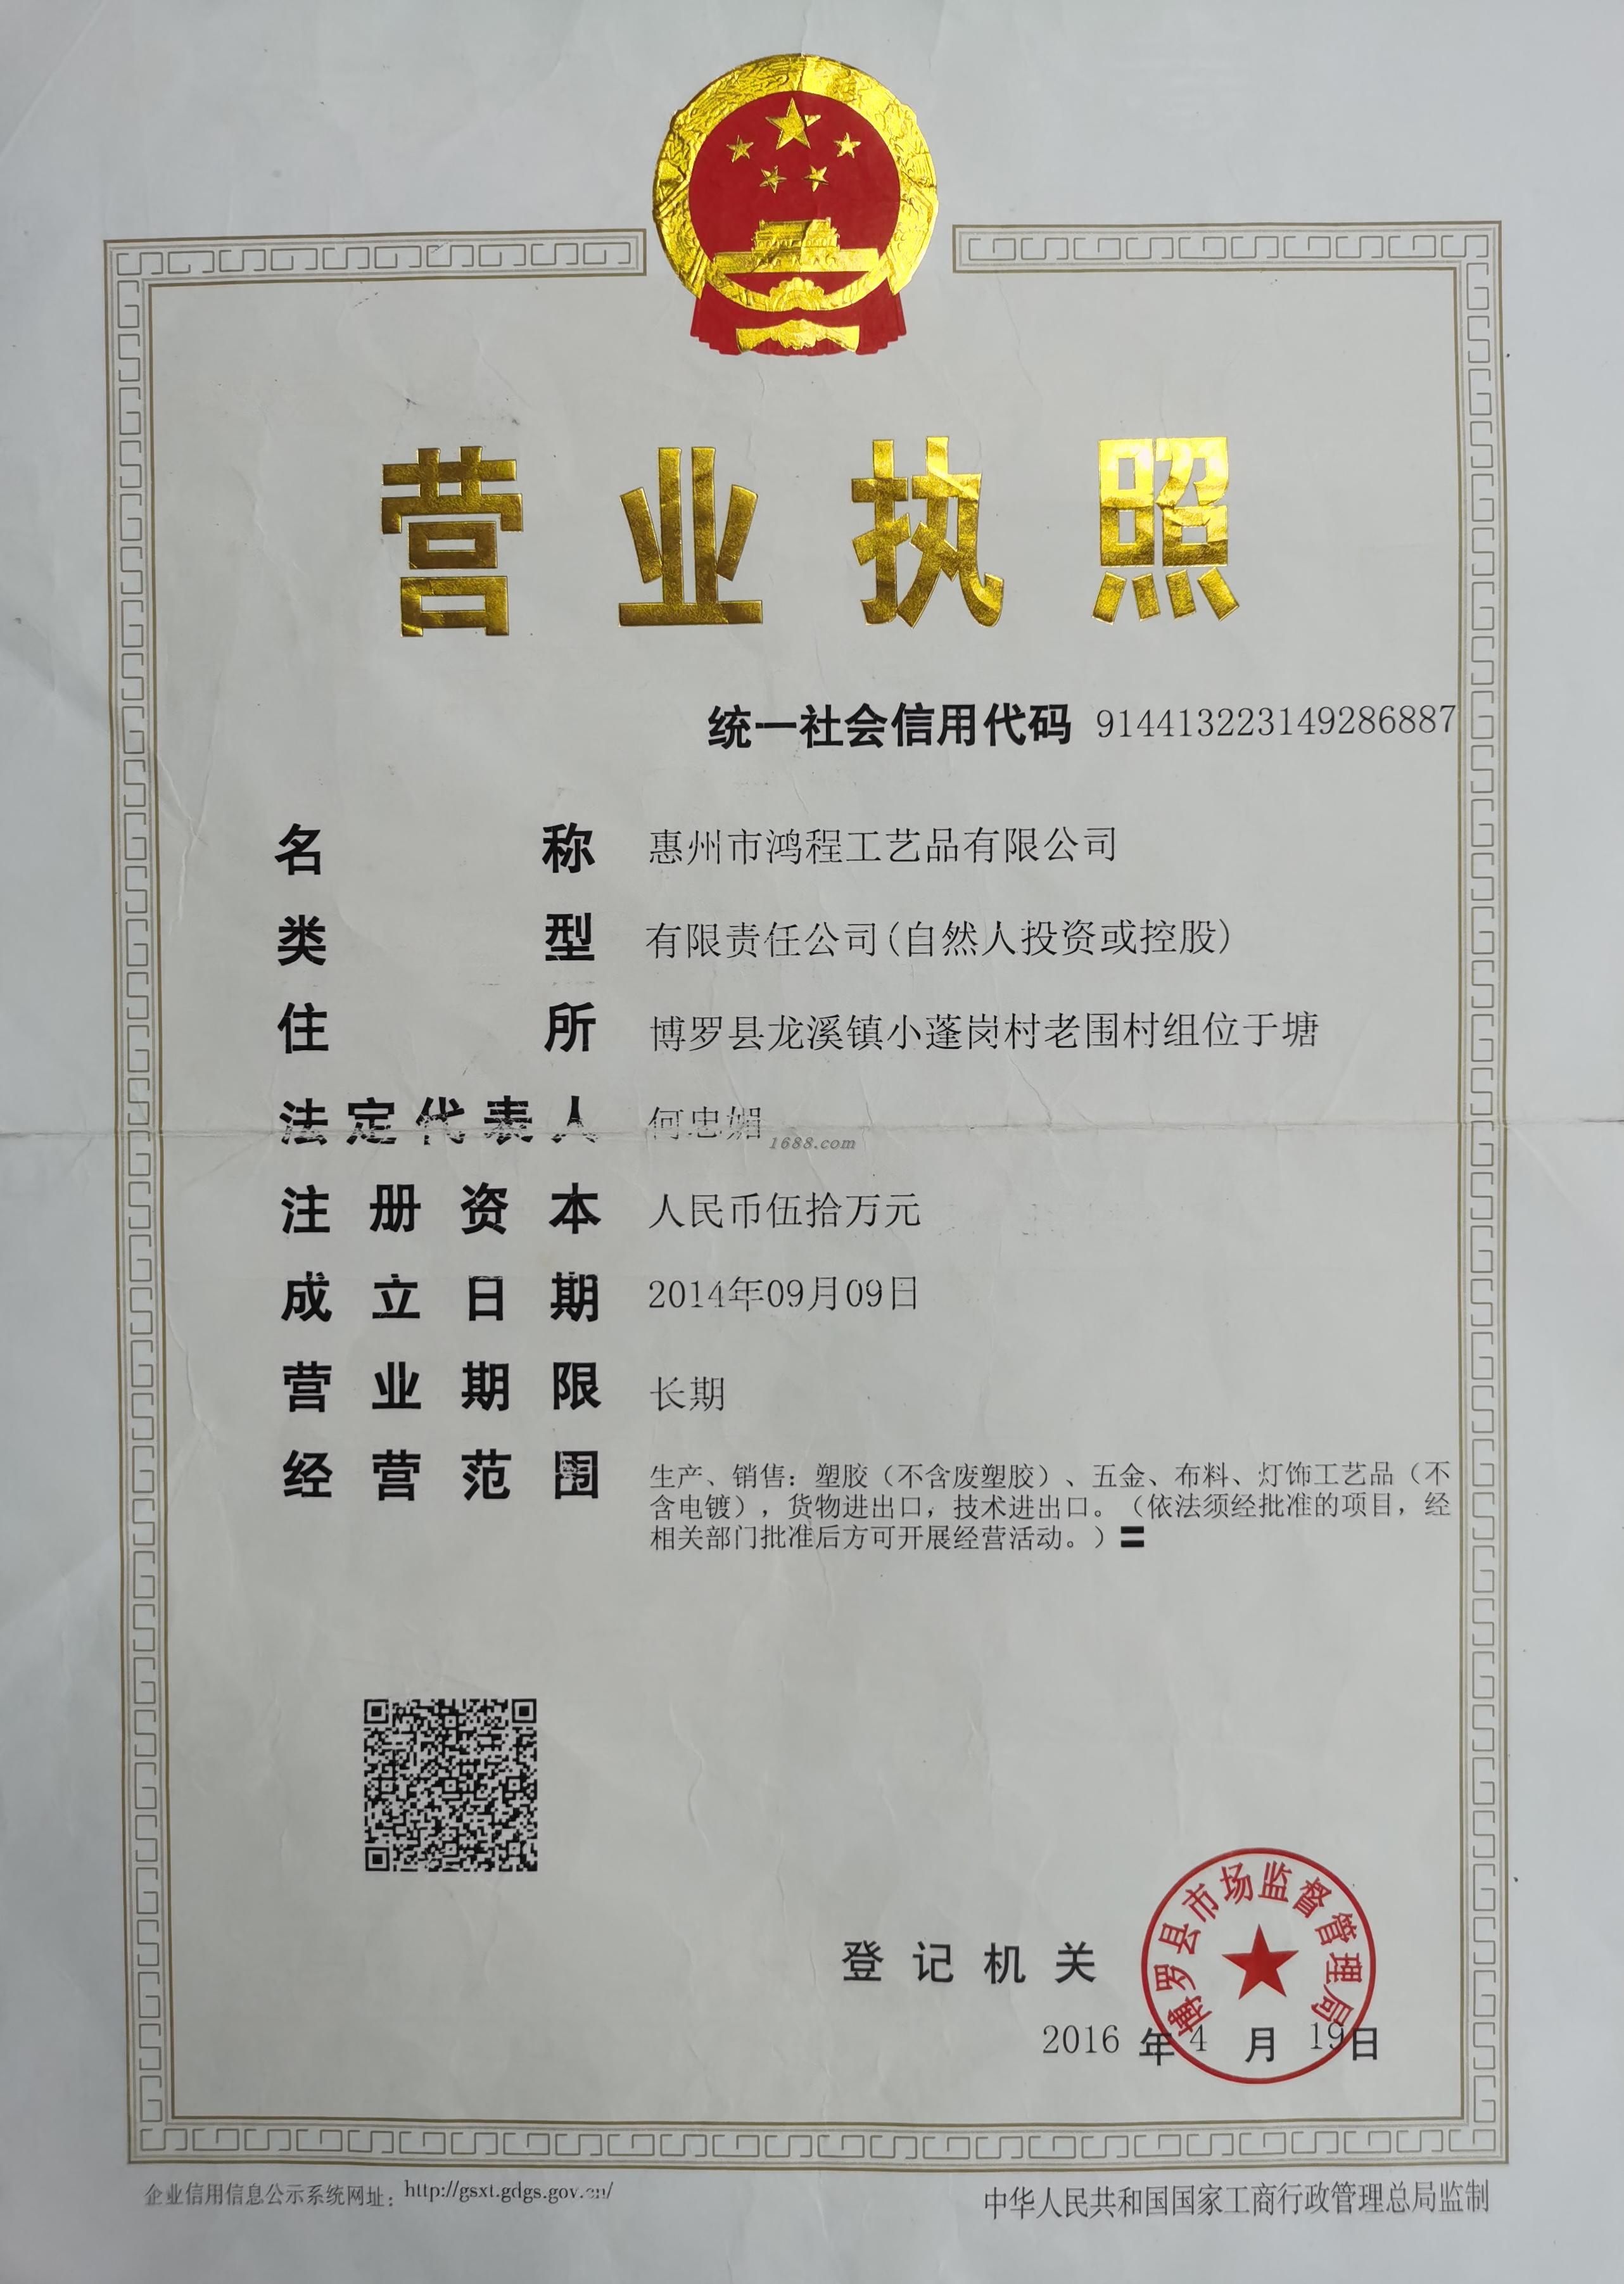 营业执照
统一社会信用代码 914413223149286887
名称 惠州市鸿程工艺品有限公司
类型 有限责任公司(自然人投资或控股)
住所 博罗县龙溪镇小蓬岗村老围村组位于塘
法定代表人 何忠媚
1688.com
注册资本 人民币伍拾万元
成立日期 2014年09月09日
营业期限 长期
经营范围 生产、销售：塑胶（不含废塑胶）、五金、布料、灯饰工艺品（不
含电镀），货物进出口，技术进出口。（依法须经批准的项目，经
相关部门批准后方可开展经营活动。）〓
博罗县市场监督管理局
登记机关
2016 年 4 月 19日
企业信用信息公示系统网址：http://gsxt.gdgs.gov.cn/
中华人民共和国国家工商行政管理总局监制